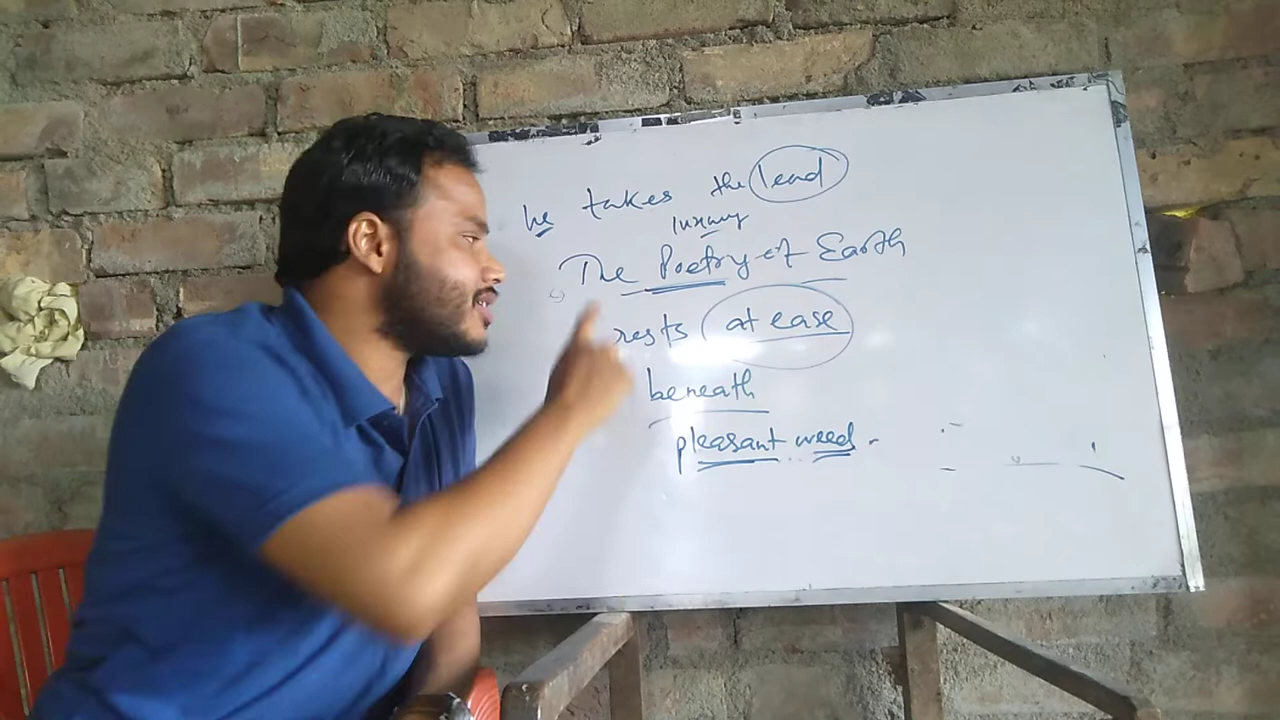 he takes the lead
luxury
The Poetry of Earth
rests at ease
beneath
pleasant weed.